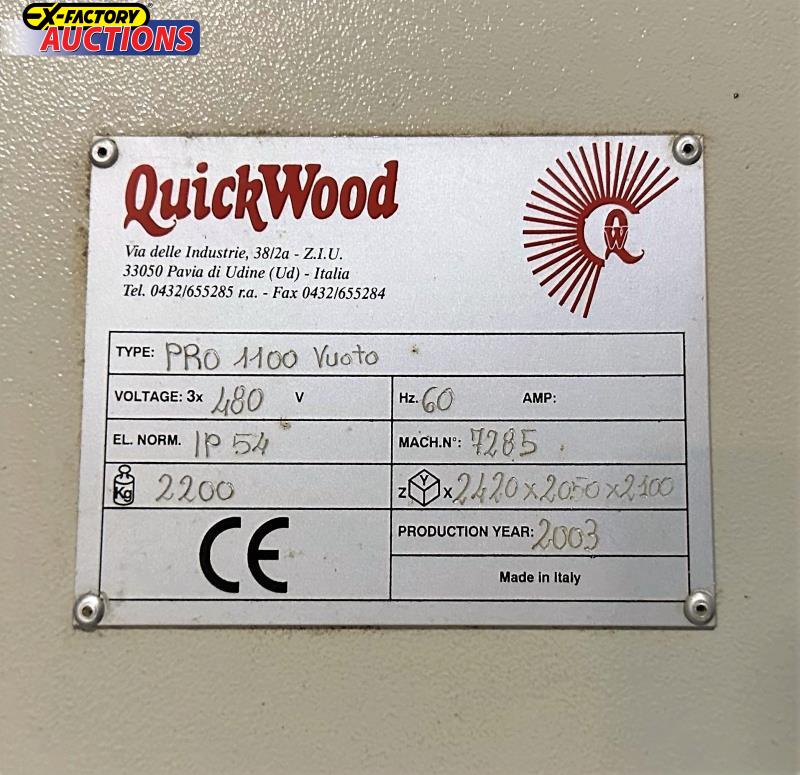 EX-FACTORY
AUCTIONS
QuickWood
Via delle Industrie, 38/2a - Z.I.U.
33050 Pavia di Udine (Ud) - Italia
Tel. 0432/655285 r.a. - Fax 0432/655284
QW
TYPE: PRO 1100 Vuoto
VOLTAGE: 3x 480 V Hz. 60 AMP:
EL. NORM. IP 54 MACH.N°: 7285
Kg 2200 Z Y X 2420x2050x2100
CE PRODUCTION YEAR: 2003
Made in Italy